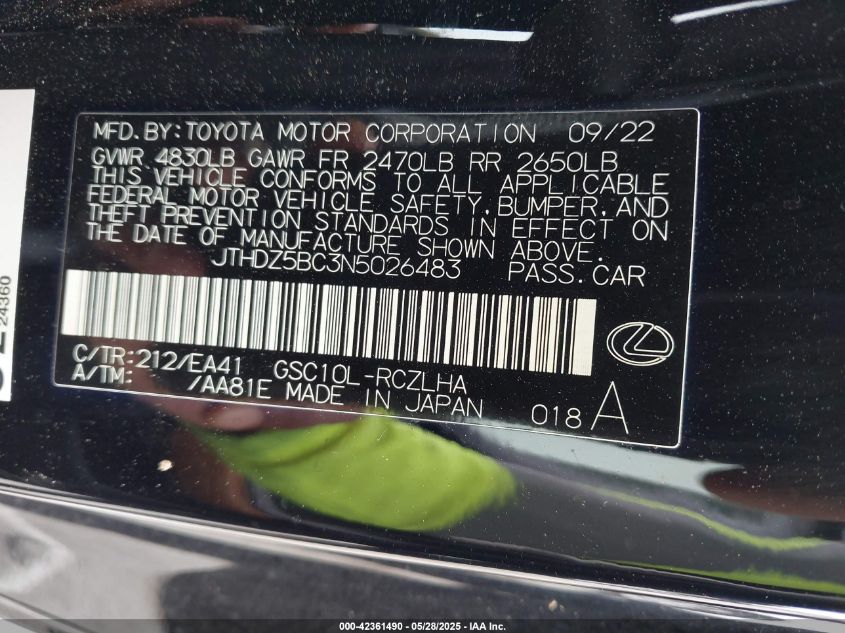 MFD. BY: TOYOTA MOTOR CORPORATION 09/22
GVWR 4830LB GAWR FR 2470LB RR 2650LB
THIS VEHICLE CONFORMS TO ALL APPLICABLE
FEDERAL MOTOR VEHICLE SAFETY, BUMPER, AND
THEFT PREVENTION STANDARDS IN EFFECT ON
THE DATE OF MANUFACTURE SHOWN ABOVE.
JTHDZ5BC3N5026483 PASS. CAR
C/TR: 212/EA41 GSC10L-RCZLHA
A/TM: /AA81E MADE IN JAPAN 018 A
24360
000-42361490 - 05/28/2025 - IAA Inc.